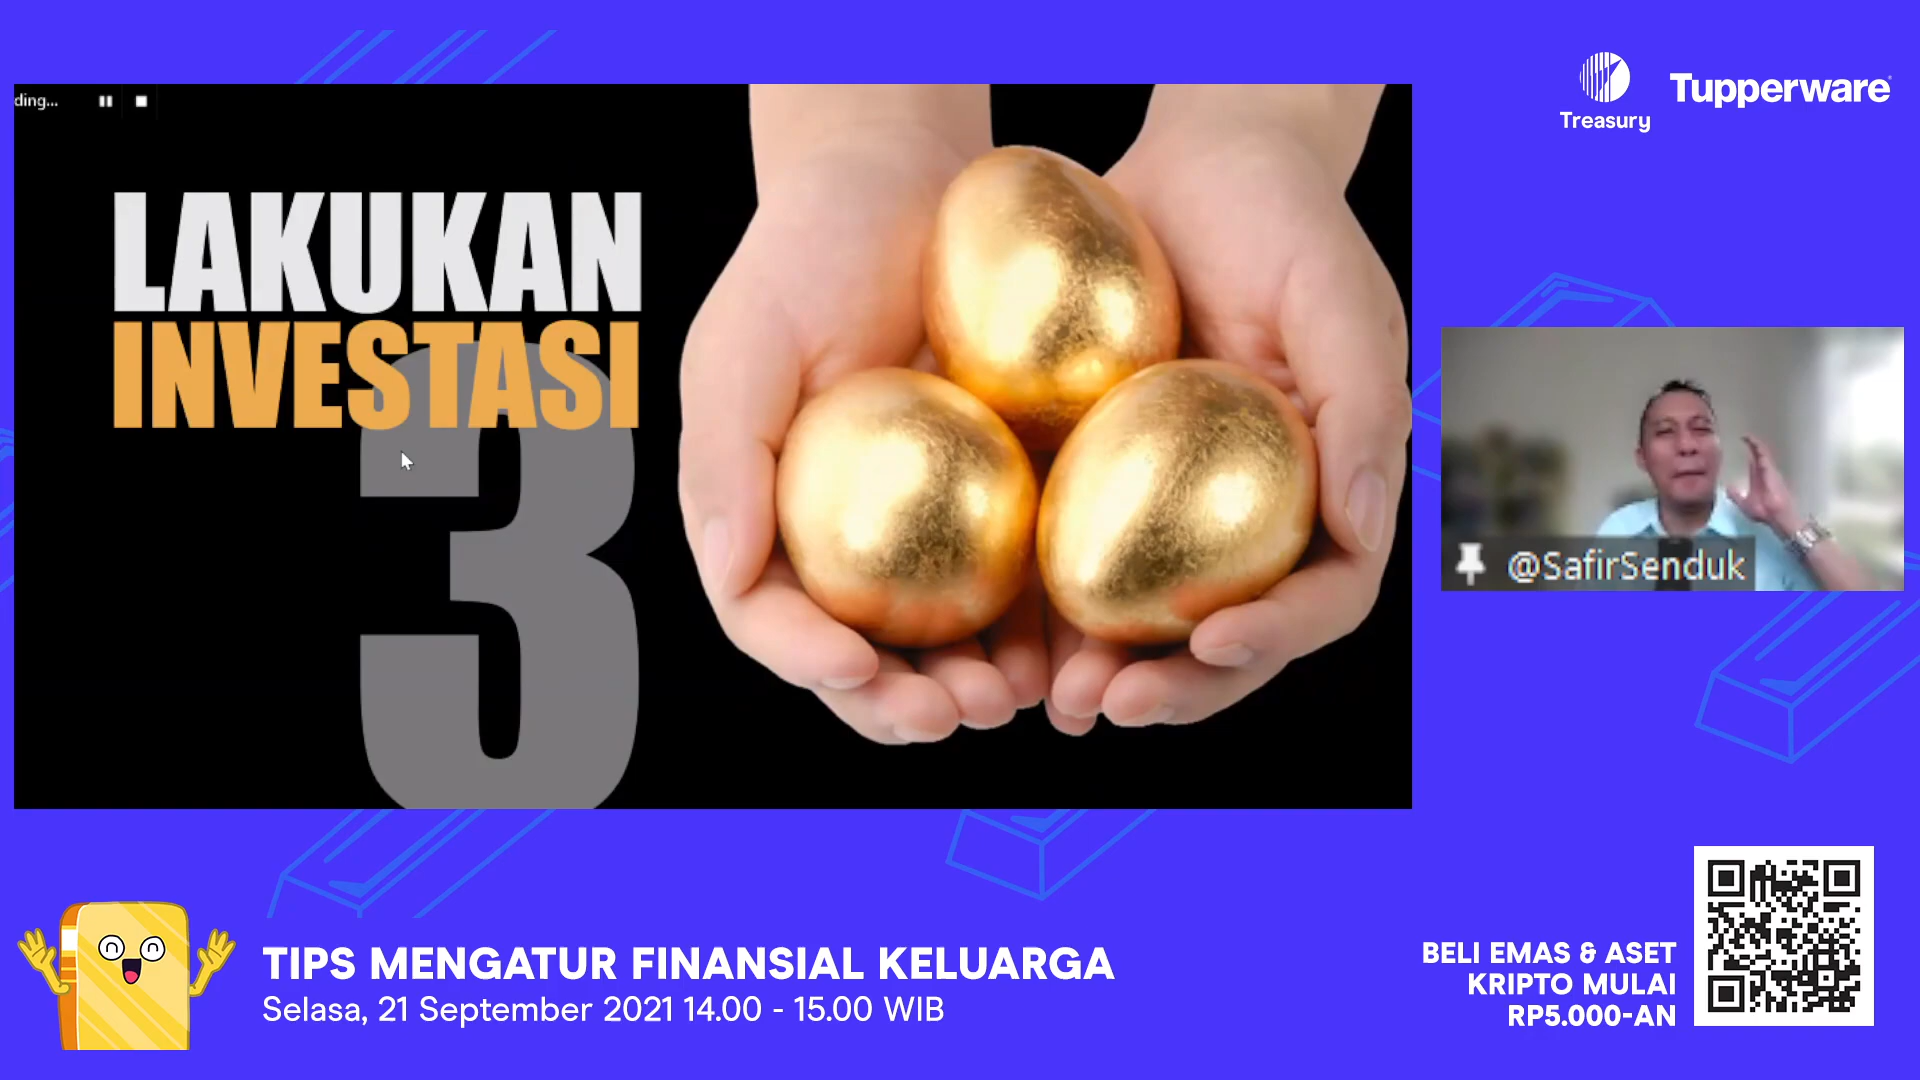 ding...
Treasury
Tupperware
LAKUKAN
INVESTASI
3
@SafirSenduk
TIPS MENGATUR FINANSIAL KELUARGA
Selasa, 21 September 2021 14.00 - 15.00 WIB
BELI EMAS & ASET
KRIPTO MULAI
RP5.000-AN